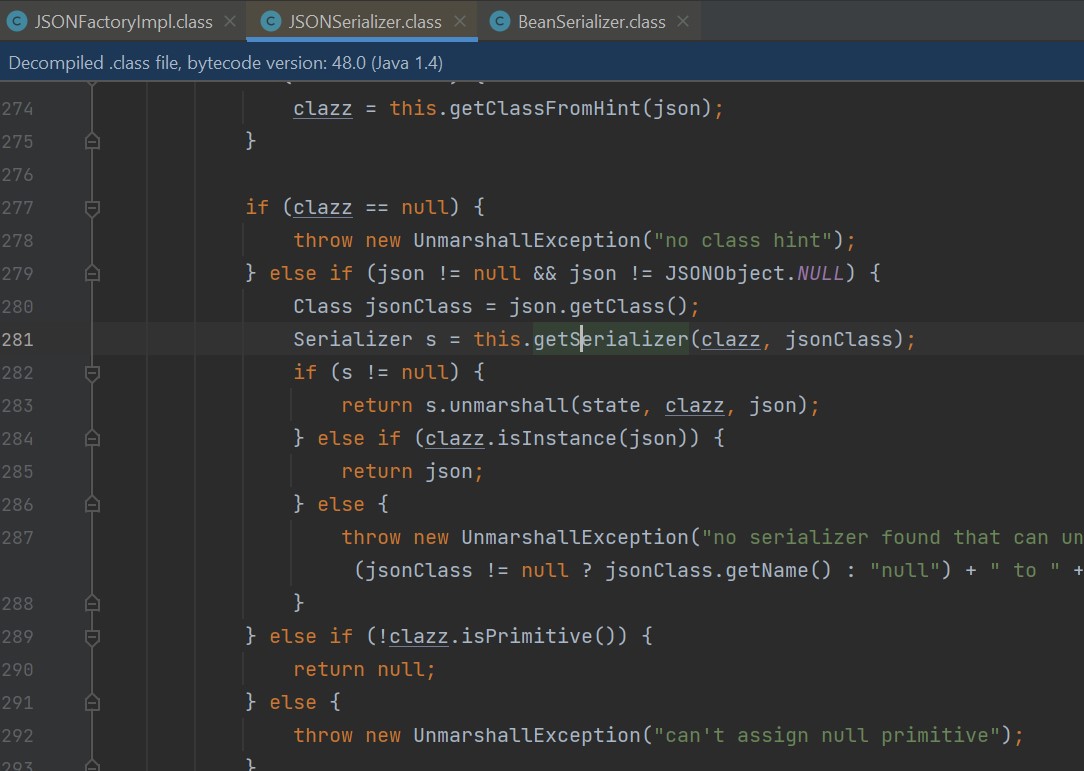 JSONFactoryImpl.class JSONSerializer.class BeanSerializer.class
Decompiled .class file, bytecode version: 48.0 (Java 1.4)
274 clazz = this.getClassFromHint(json);
275 }
276
277 if (clazz == null) {
278 throw new UnmarshallException("no class hint");
279 } else if (json != null && json != JSONObject.NULL) {
280 Class jsonClass = json.getClass();
281 Serializer s = this.getSerializer(clazz, jsonClass);
282 if (s != null) {
283 return s.unmarshall(state, clazz, json);
284 } else if (clazz.isInstance(json)) {
285 return json;
286 } else {
287 throw new UnmarshallException("no serializer found that can un
(jsonClass != null ? jsonClass.getName() : "null") + " to " +
288 }
289 } else if (!clazz.isPrimitive()) {
290 return null;
291 } else {
292 throw new UnmarshallException("can't assign null primitive");
293 }